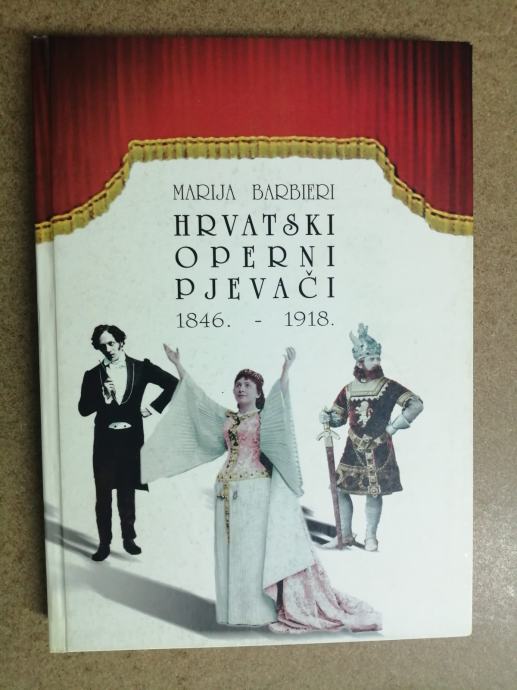 MARIJA BARBIERI
HRVATSKI
OPERNI
PJEVAČI
1846. - 1918.